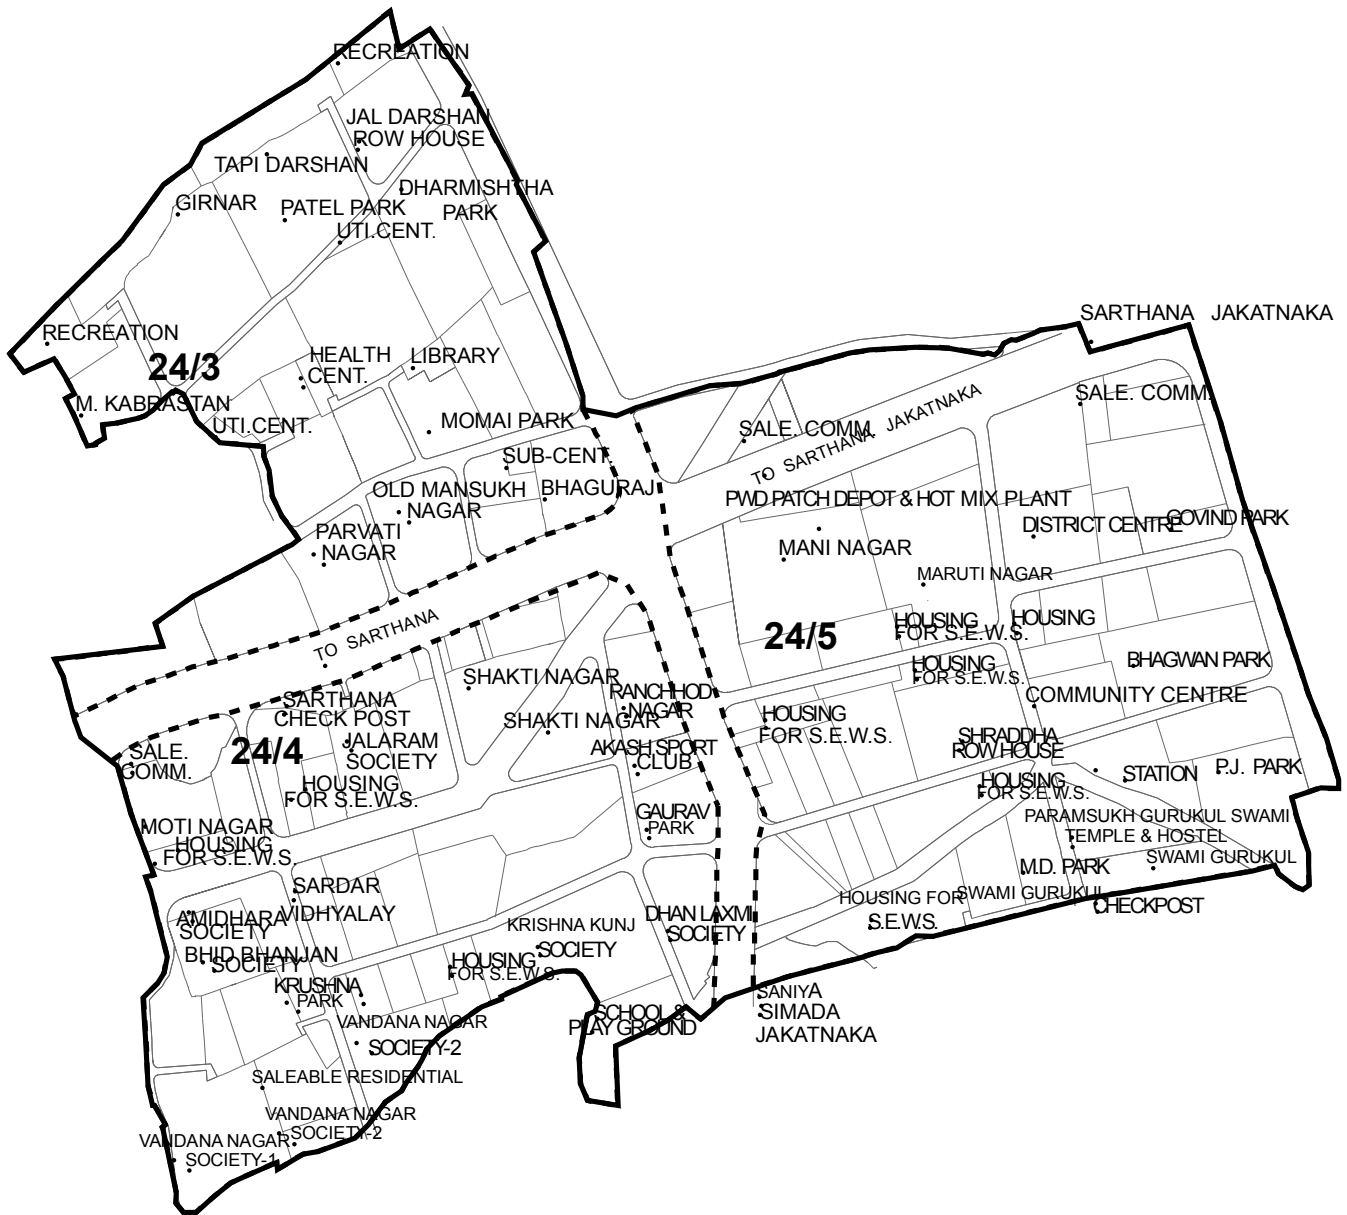 RECREATION
JAL DARSHAN
ROW HOUSE
TAPI DARSHAN
DHARMISHTHA
PARK
GIRNAR
PATEL PARK
UTI.CENT.
RECREATION
24/3
HEALTH
CENT.
LIBRARY
M. KABRASTAN
UTI.CENT.
MOMAI PARK
SUB-CENT.
OLD MANSUKH
NAGAR
BHAGURAJ
PARVATI
NAGAR
SARTHANA JAKATNAKA
SALE. COMM.
SALE. COMM.
TO SARTHANA JAKATNAKA
PWD PATCH DEPOT & HOT MIX PLANT
DISTRICT CENTRE
GOVIND PARK
MANI NAGAR
MARUTI NAGAR
24/5
HOUSING
FOR S.E.W.S.
HOUSING
HOUSING
FOR S.E.W.S.
BHAGWAN PARK
COMMUNITY CENTRE
HOUSING
FOR S.E.W.S.
SHRADDHA
ROW HOUSE
HOUSING
FOR S.E.W.S.
STATION
P.J. PARK
PARAMSUKH GURUKUL SWAMI
TEMPLE & HOSTEL
M.D. PARK
SWAMI GURUKUL
SWAMI GURUKUL
CHECKPOST
HOUSING FOR
S.E.W.S.
TO SARTHANA
SARTHANA
CHECK POST
SHAKTI NAGAR
SHAKTI NAGAR
RANCHHOD
NAGAR
24/4
SALE.
COMM.
JALARAM
SOCIETY
HOUSING
FOR S.E.W.S.
AKASH SPORT
CLUB
GAURAV
PARK
MOTI NAGAR
HOUSING
FOR S.E.W.S.
SARDAR
VIDHYALAY
AMIDHARA
SOCIETY
BHID BHANJAN
SOCIETY
KRISHNA KUNJ
SOCIETY
DHAN LAXMI
SOCIETY
HOUSING
FOR S.E.W.S.
KRUSHNA
PARK
VANDANA NAGAR
SOCIETY-2
SCHOOL &
PLAY GROUND
SANIYA
SIMADA
JAKATNAKA
SALEABLE RESIDENTIAL
VANDANA NAGAR
SOCIETY-2
VANDANA NAGAR
SOCIETY-1